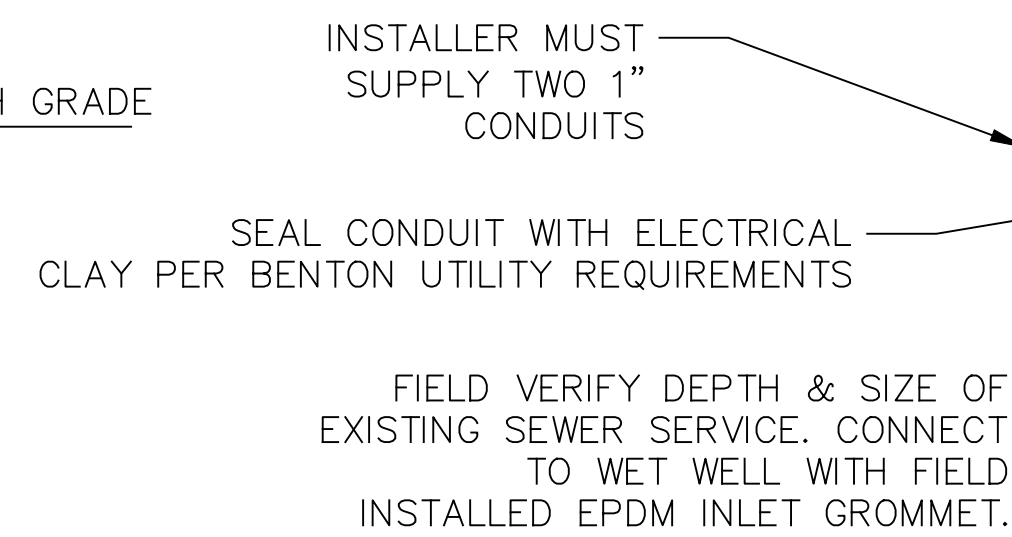 INSTALLER MUST
SUPPLY TWO 1”
CONDUITS
GRADE
SEAL CONDUIT WITH ELECTRICAL
CLAY PER BENTON UTILITY REQUIREMENTS
FIELD VERIFY DEPTH & SIZE OF
EXISTING SEWER SERVICE. CONNECT
TO WET WELL WITH FIELD
INSTALLED EPDM INLET GROMMET.